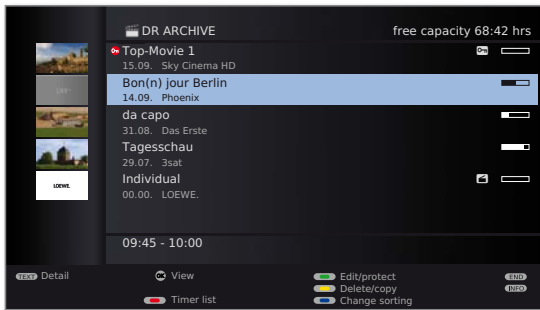 DR ARCHIVE free capacity 68:42 hrs
Top-Movie 1
15.09. Sky Cinema HD
Bon(n) jour Berlin
14.09. Phoenix
da capo
31.08. Das Erste
Tagesschau
29.07. 3sat
Individual
00.00. LOEWE.
LOEWE.
09:45 - 10:00
TEXT Detail OK View Edit/protect END
Delete/copy INFO
Timer list Change sorting